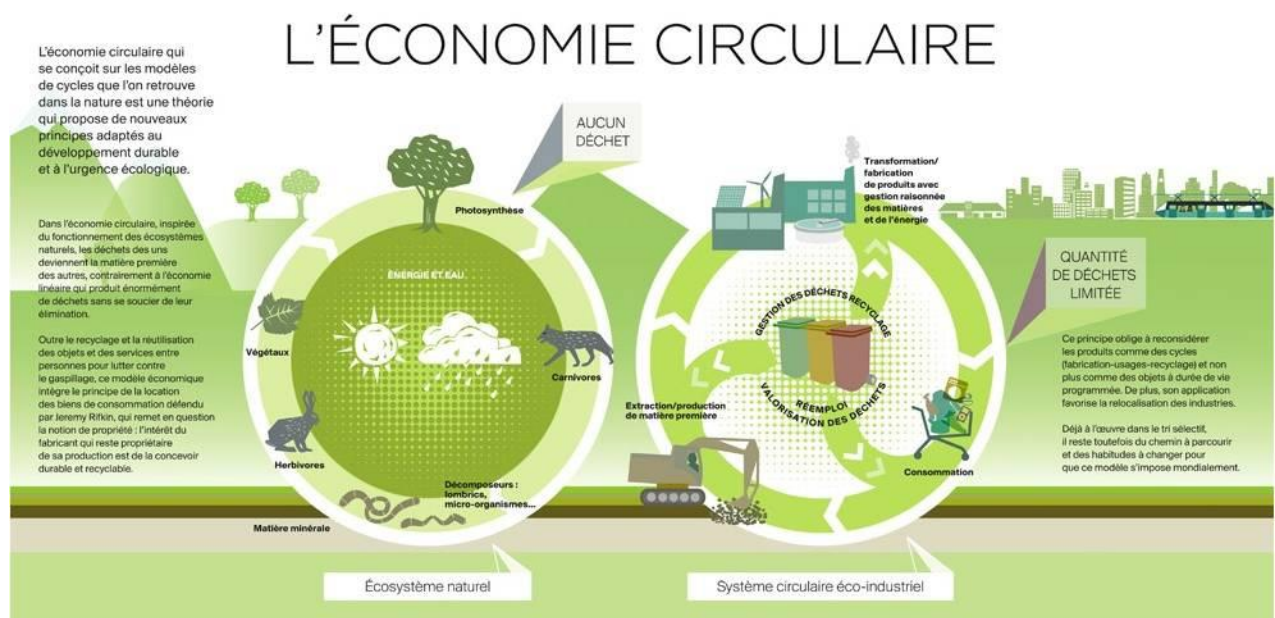 L'ÉCONOMIE CIRCULAIRE
L'économie circulaire qui
se conçoit sur les modèles
de cycles que l'on retrouve
dans la nature est une théorie
qui propose de nouveaux
principes adaptés au
développement durable
et à l'urgence écologique.
Dans l'économie circulaire, inspirée
du fonctionnement des écosystèmes
naturels, les déchets des uns
deviennent la matière première
des autres, contrairement à l'économie
linéaire qui produit énormément
de déchets sans se soucier de leur
élimination.
Outre le recyclage et la réutilisation
des objets et des services entre
personnes pour lutter contre
le gaspillage, ce modèle économique
intègre le principe de la location
des biens de consommation défendu
par Jeremy Rifkin, qui remet en question
la notion de propriété : l'intérêt du
fabricant qui reste propriétaire
de sa production est de la concevoir
durable et recyclable.
AUCUN
DÉCHET
Photosynthèse
ÉNERGIE ET EAU
Végétaux
Carnivores
Herbivores
Décomposeurs :
lombrics,
micro-organismes...
Matière minérale
Écosystème naturel
Transformation/
fabrication
de produits avec
gestion raisonnée
des matières
et de l'énergie
QUANTITÉ
DE DÉCHETS
LIMITÉE
GESTION DES DÉCHETS RECYCLAGE
RÉEMPLOI
VALORISATION DES DÉCHETS
Extraction/production
de matière première
Consommation
Système circulaire éco-industriel
Ce principe oblige à reconsidérer
les produits comme des cycles
(fabrication-usages-recyclage) et non
plus comme des objets à durée de vie
programmée. De plus, son application
favorise la relocalisation des industries.
Déjà à l'œuvre dans le tri sélectif,
il reste toutefois du chemin à parcourir
et des habitudes à changer pour
que ce modèle s'impose mondialement.